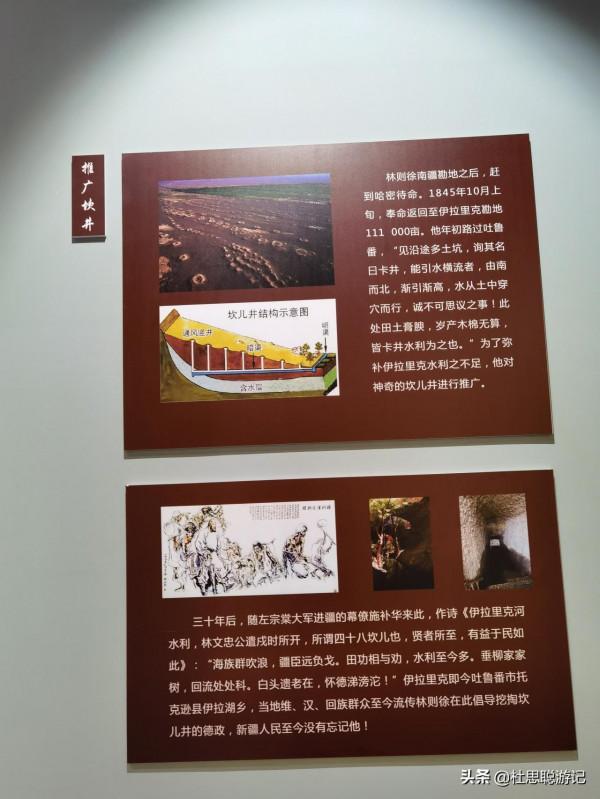 推广坎井
林则徐南疆勘地之后，赶
到哈密待命。1845年10月上
旬，奉命返回至伊拉里克勘地
111 000亩。他年初路过吐鲁
番，“见沿途多土坑，询其名
曰卡井，能引水横流者，由南
而北，渐引渐高，水从土中穿
穴而行，诚不可思议之事！此
处田土膏腴，岁产木棉无算，
皆卡井水利为之也。”为了弥
补伊拉里克水利之不足，他对
神奇的坎儿井进行推广。
坎儿井结构示意图
通风竖井
暗渠
明渠
含水层
三十年后，随左宗棠大军进疆的幕僚施补华来此，作诗《伊拉里克河
水利，林文忠公遣戍时所开，所谓四十八坎儿也，贤者所至，有益于民如
此》：“海族群吹浪，疆臣远负戈。田功相与劝，水利至今多。垂柳家家
树，回流处处科。白头遗老在，怀德涕滂沱！”伊拉里克即今吐鲁番市托
克逊县伊拉湖乡，当地维、汉、回族群众至今流传林则徐在此倡导挖掏坎
儿井的德政，新疆人民至今没有忘记他！
头条 @杜思聪游记